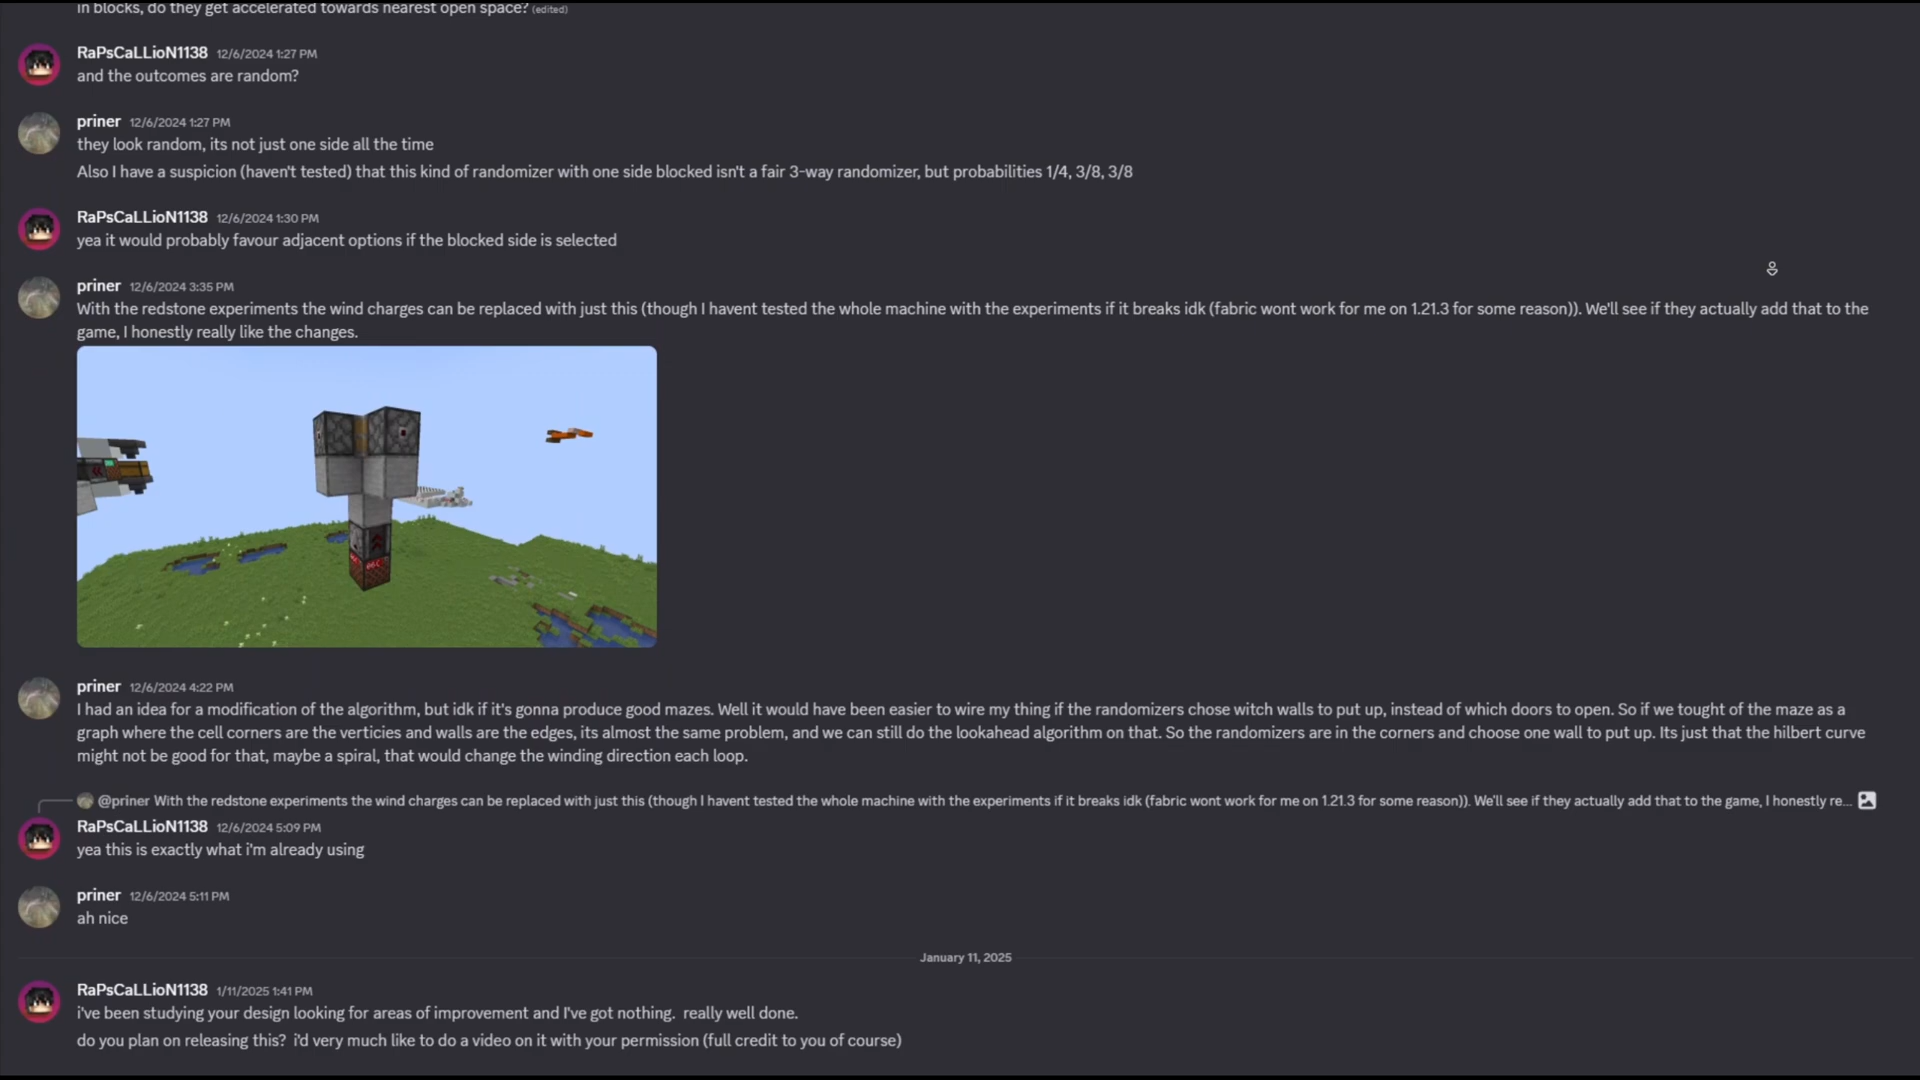 in blocks, do they get accelerated towards nearest open space? (edited)
RaPsCaLLioN1138 12/6/2024 1:27 PM
and the outcomes are random?
priner 12/6/2024 1:27 PM
they look random, its not just one side all the time
Also I have a suspicion (haven't tested) that this kind of randomizer with one side blocked isn't a fair 3-way randomizer, but probabilities 1/4, 3/8, 3/8
RaPsCaLLioN1138 12/6/2024 1:30 PM
yea it would probably favour adjacent options if the blocked side is selected
priner 12/6/2024 3:35 PM
With the redstone experiments the wind charges can be replaced with just this (though I havent tested the whole machine with the experiments if it breaks idk (fabric wont work for me on 1.21.3 for some reason)). We'll see if they actually add that to the
game, I honestly really like the changes.
priner 12/6/2024 4:22 PM
I had an idea for a modification of the algorithm, but idk if it's gonna produce good mazes. Well it would have been easier to wire my thing if the randomizers chose witch walls to put up, instead of which doors to open. So if we tought of the maze as a
graph where the cell corners are the verticies and walls are the edges, its almost the same problem, and we can still do the lookahead algorithm on that. So the randomizers are in the corners and choose one wall to put up. Its just that the hilbert curve
might not be good for that, maybe a spiral, that would change the winding direction each loop.
@priner With the redstone experiments the wind charges can be replaced with just this (though I havent tested the whole machine with the experiments if it breaks idk (fabric wont work for me on 1.21.3 for some reason)). We'll see if they actually add that to the game, I honestly re...
RaPsCaLLioN1138 12/6/2024 5:09 PM
yea this is exactly what i'm already using
priner 12/6/2024 5:11 PM
ah nice
January 11, 2025
RaPsCaLLioN1138 1/11/2025 1:41 PM
i've been studying your design looking for areas of improvement and I've got nothing. really well done.
do you plan on releasing this? i'd very much like to do a video on it with your permission (full credit to you of course)